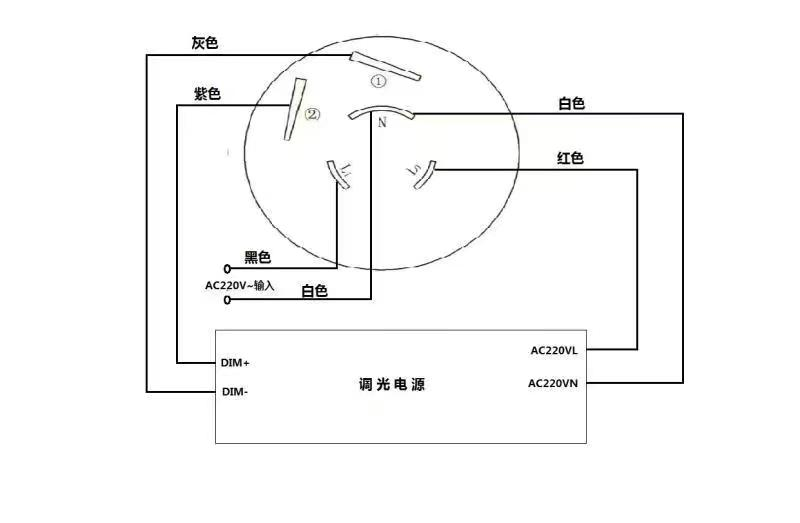 灰色
紫色
①
②
白色
N
红色
黑色
AC220V~输入
白色
AC220VL
DIM+
调光电源
AC220VN
DIM-